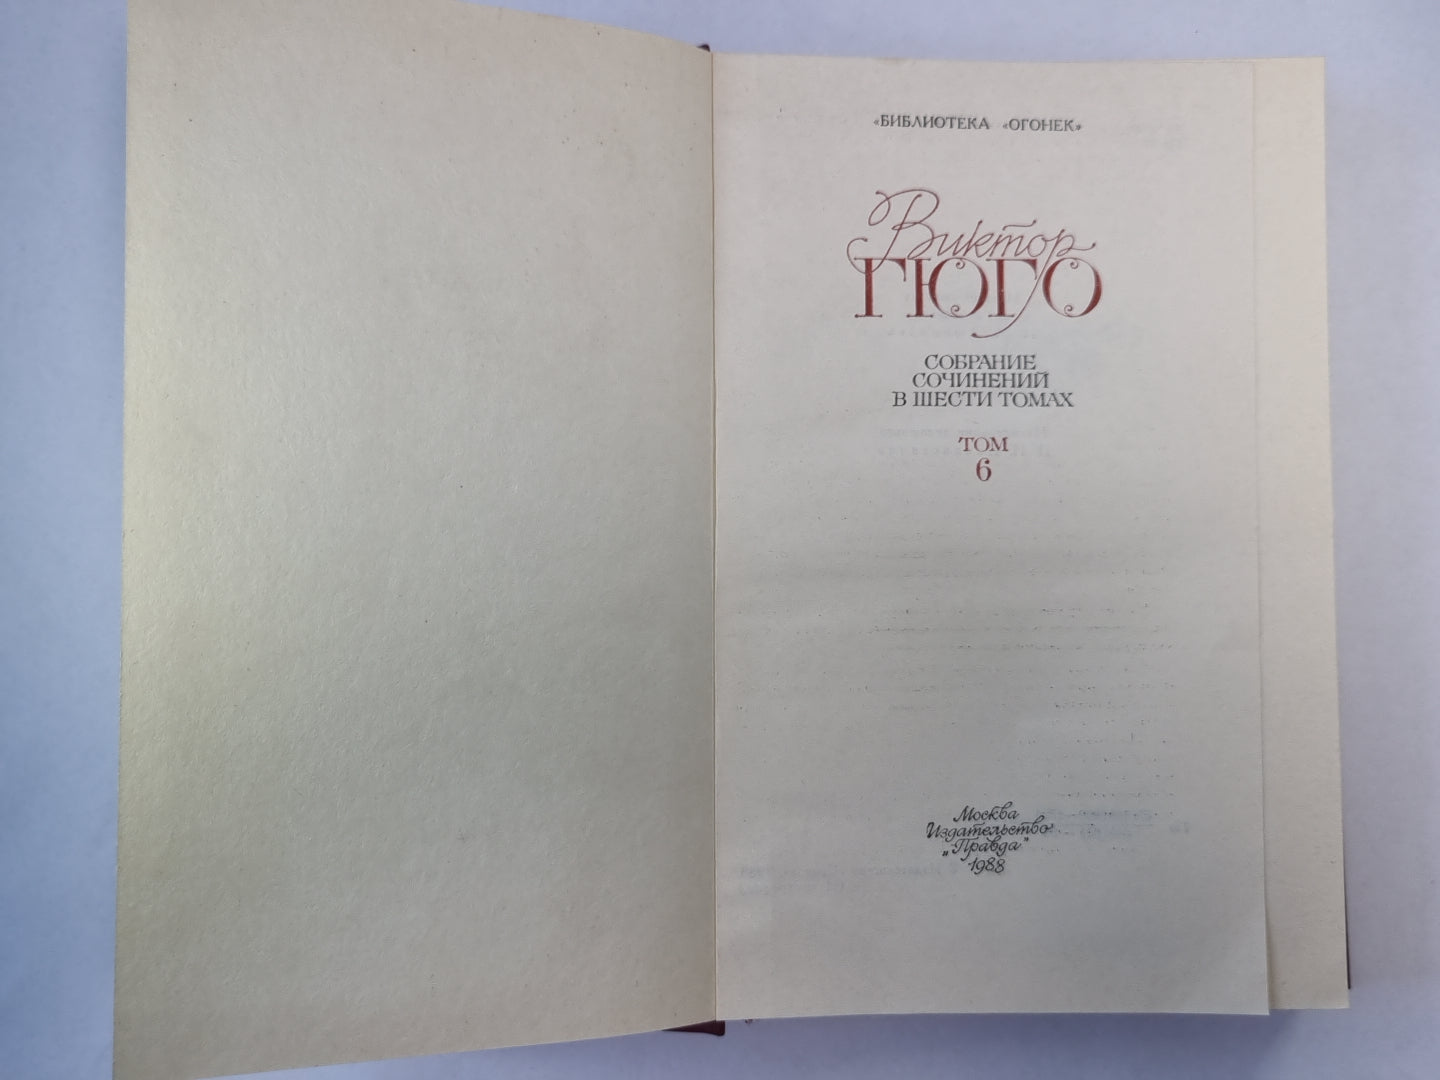 «БИБЛИОТЕКА «ОГОНЕК»
Виктор
ГЮГО
СОБРАНИЕ
СОЧИНЕНИЙ
В ШЕСТИ ТОМАХ
ТОМ
6
Москва
Издательство
„Правда"
1988